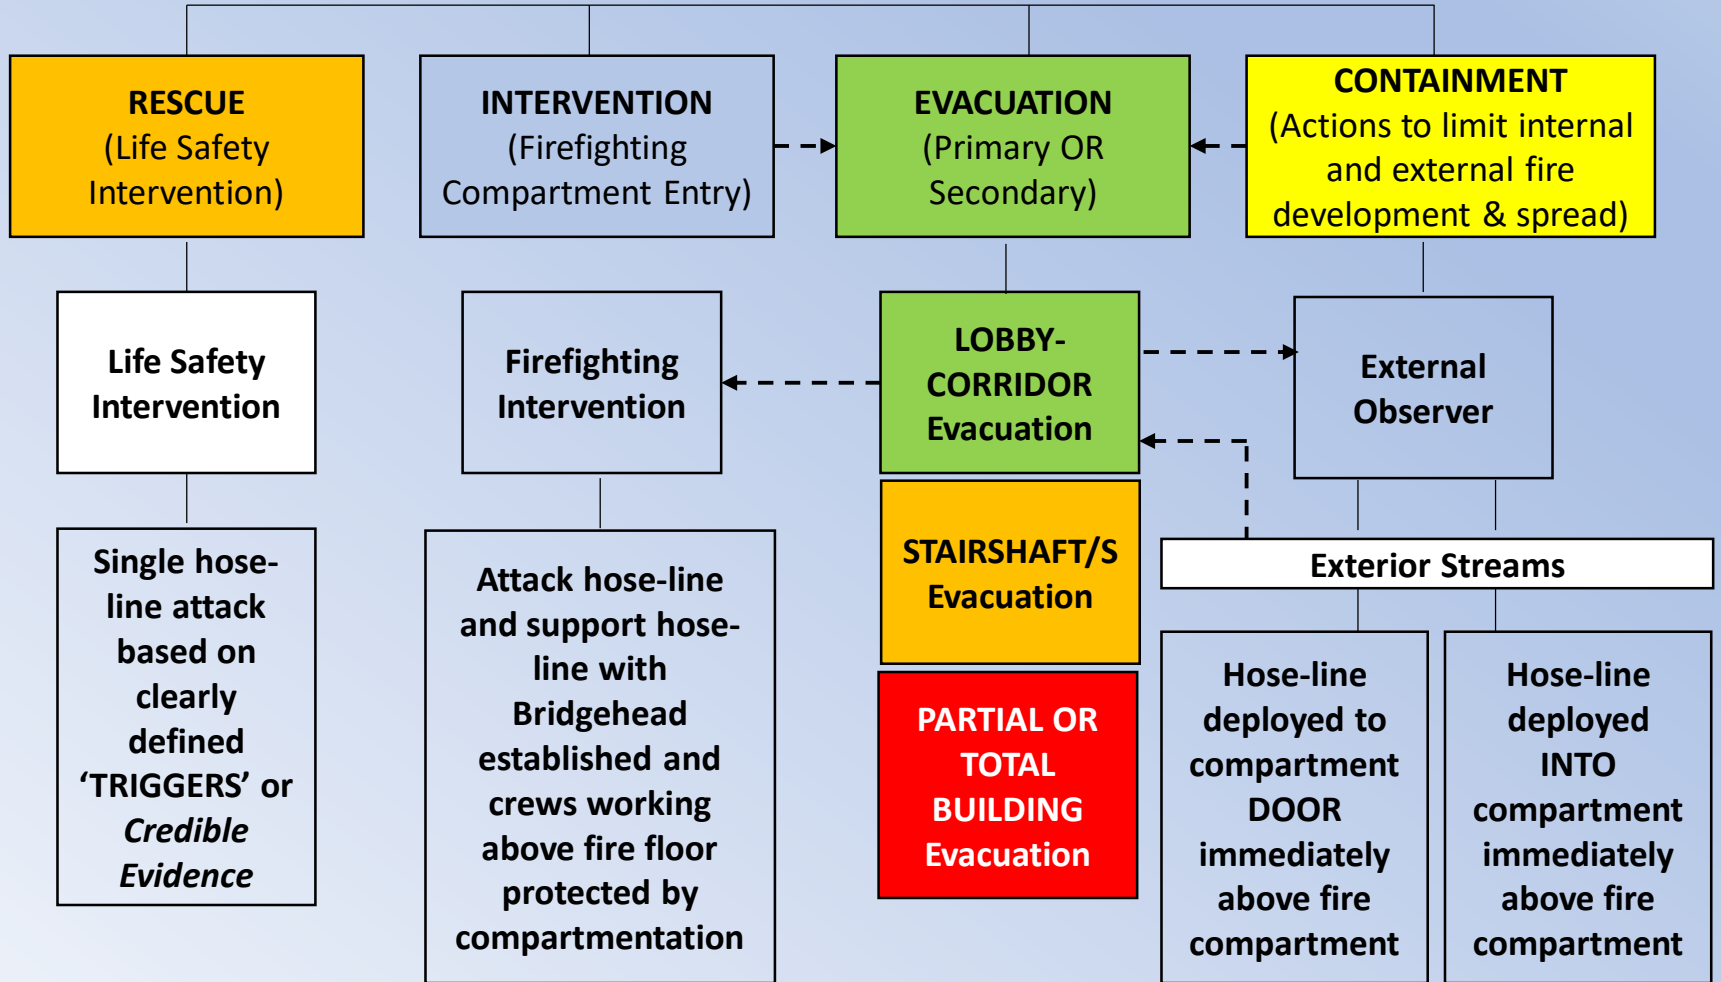 RESCUE
(Life Safety
Intervention)
INTERVENTION
(Firefighting
Compartment Entry)
EVACUATION
(Primary OR
Secondary)
CONTAINMENT
(Actions to limit internal
and external fire
development & spread)
Life Safety
Intervention
Firefighting
Intervention
LOBBY-
CORRIDOR
Evacuation
External
Observer
STAIRSHAFT/S
Evacuation
PARTIAL OR
TOTAL
BUILDING
Evacuation
Exterior Streams
Single hose-
line attack
based on
clearly
defined
‘TRIGGERS’ or
Credible
Evidence
Attack hose-line
and support hose-
line with
Bridgehead
established and
crews working
above fire floor
protected by
compartmentation
Hose-line
deployed to
compartment
DOOR
immediately
above fire
compartment
Hose-line
deployed
INTO
compartment
immediately
above fire
compartment